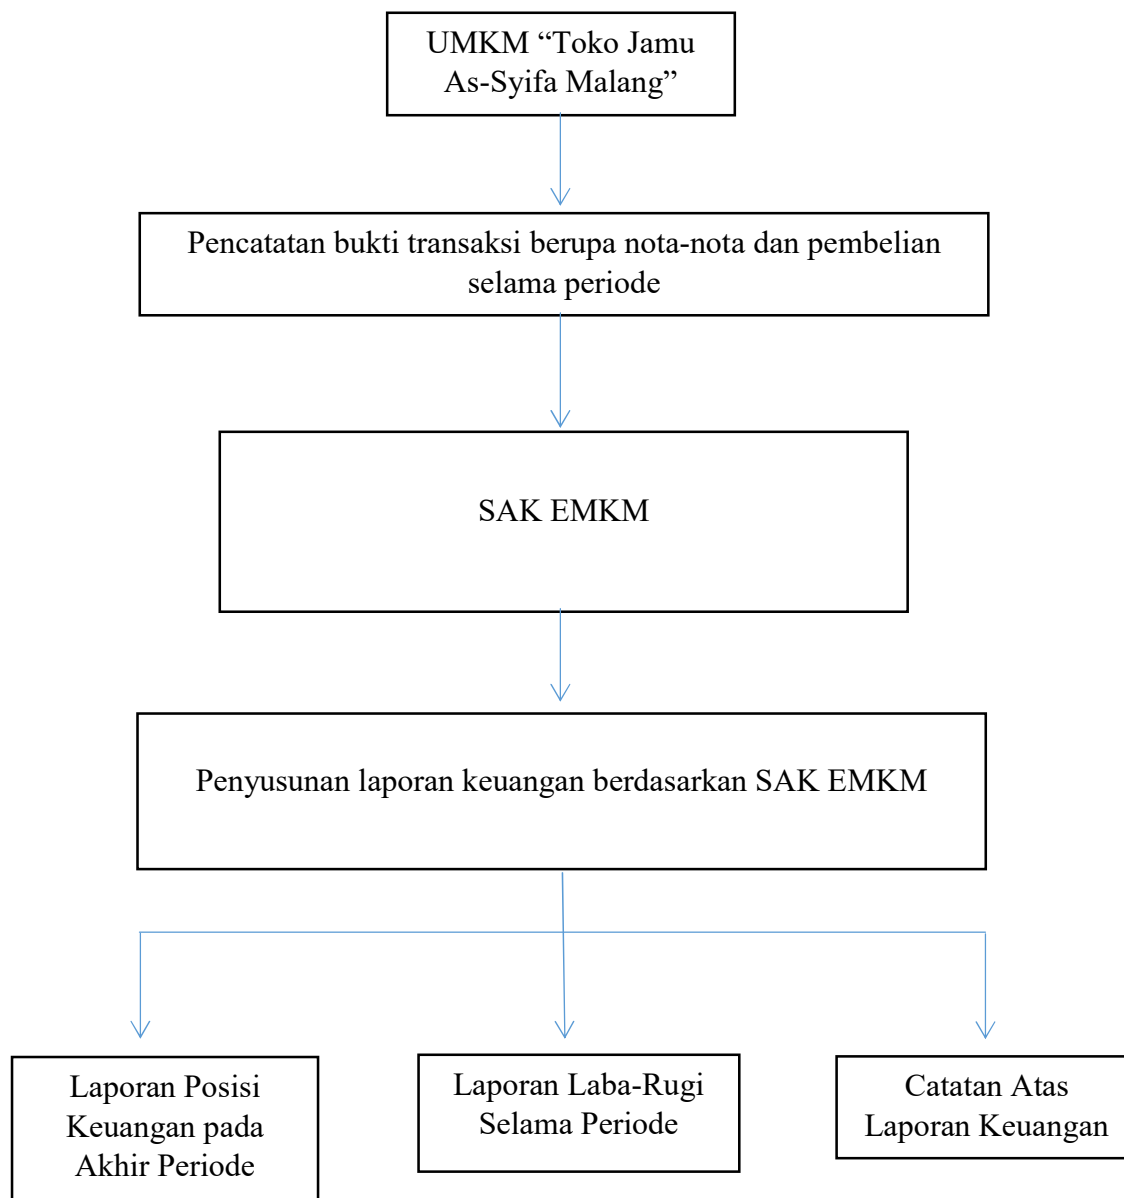 UMKM “Toko Jamu
As-Syifa Malang”
Pencatatan bukti transaksi berupa nota-nota dan pembelian
selama periode
SAK EMKM
Penyusunan laporan keuangan berdasarkan SAK EMKM
Laporan Posisi
Keuangan pada
Akhir Periode
Laporan Laba-Rugi
Selama Periode
Catatan Atas
Laporan Keuangan